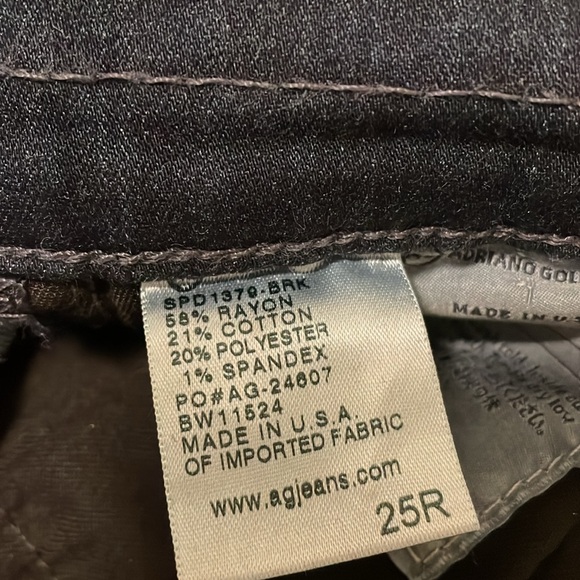 SPD1379-BRK
58% RAYON
21% COTTON
20% POLYESTER
1% SPANDEX
PO#AG-24607
BW11524
MADE IN U.S.A.
OF IMPORTED FABRIC
www.agjeans.com
25R
ADRIANO GOL
MADE IN U.S